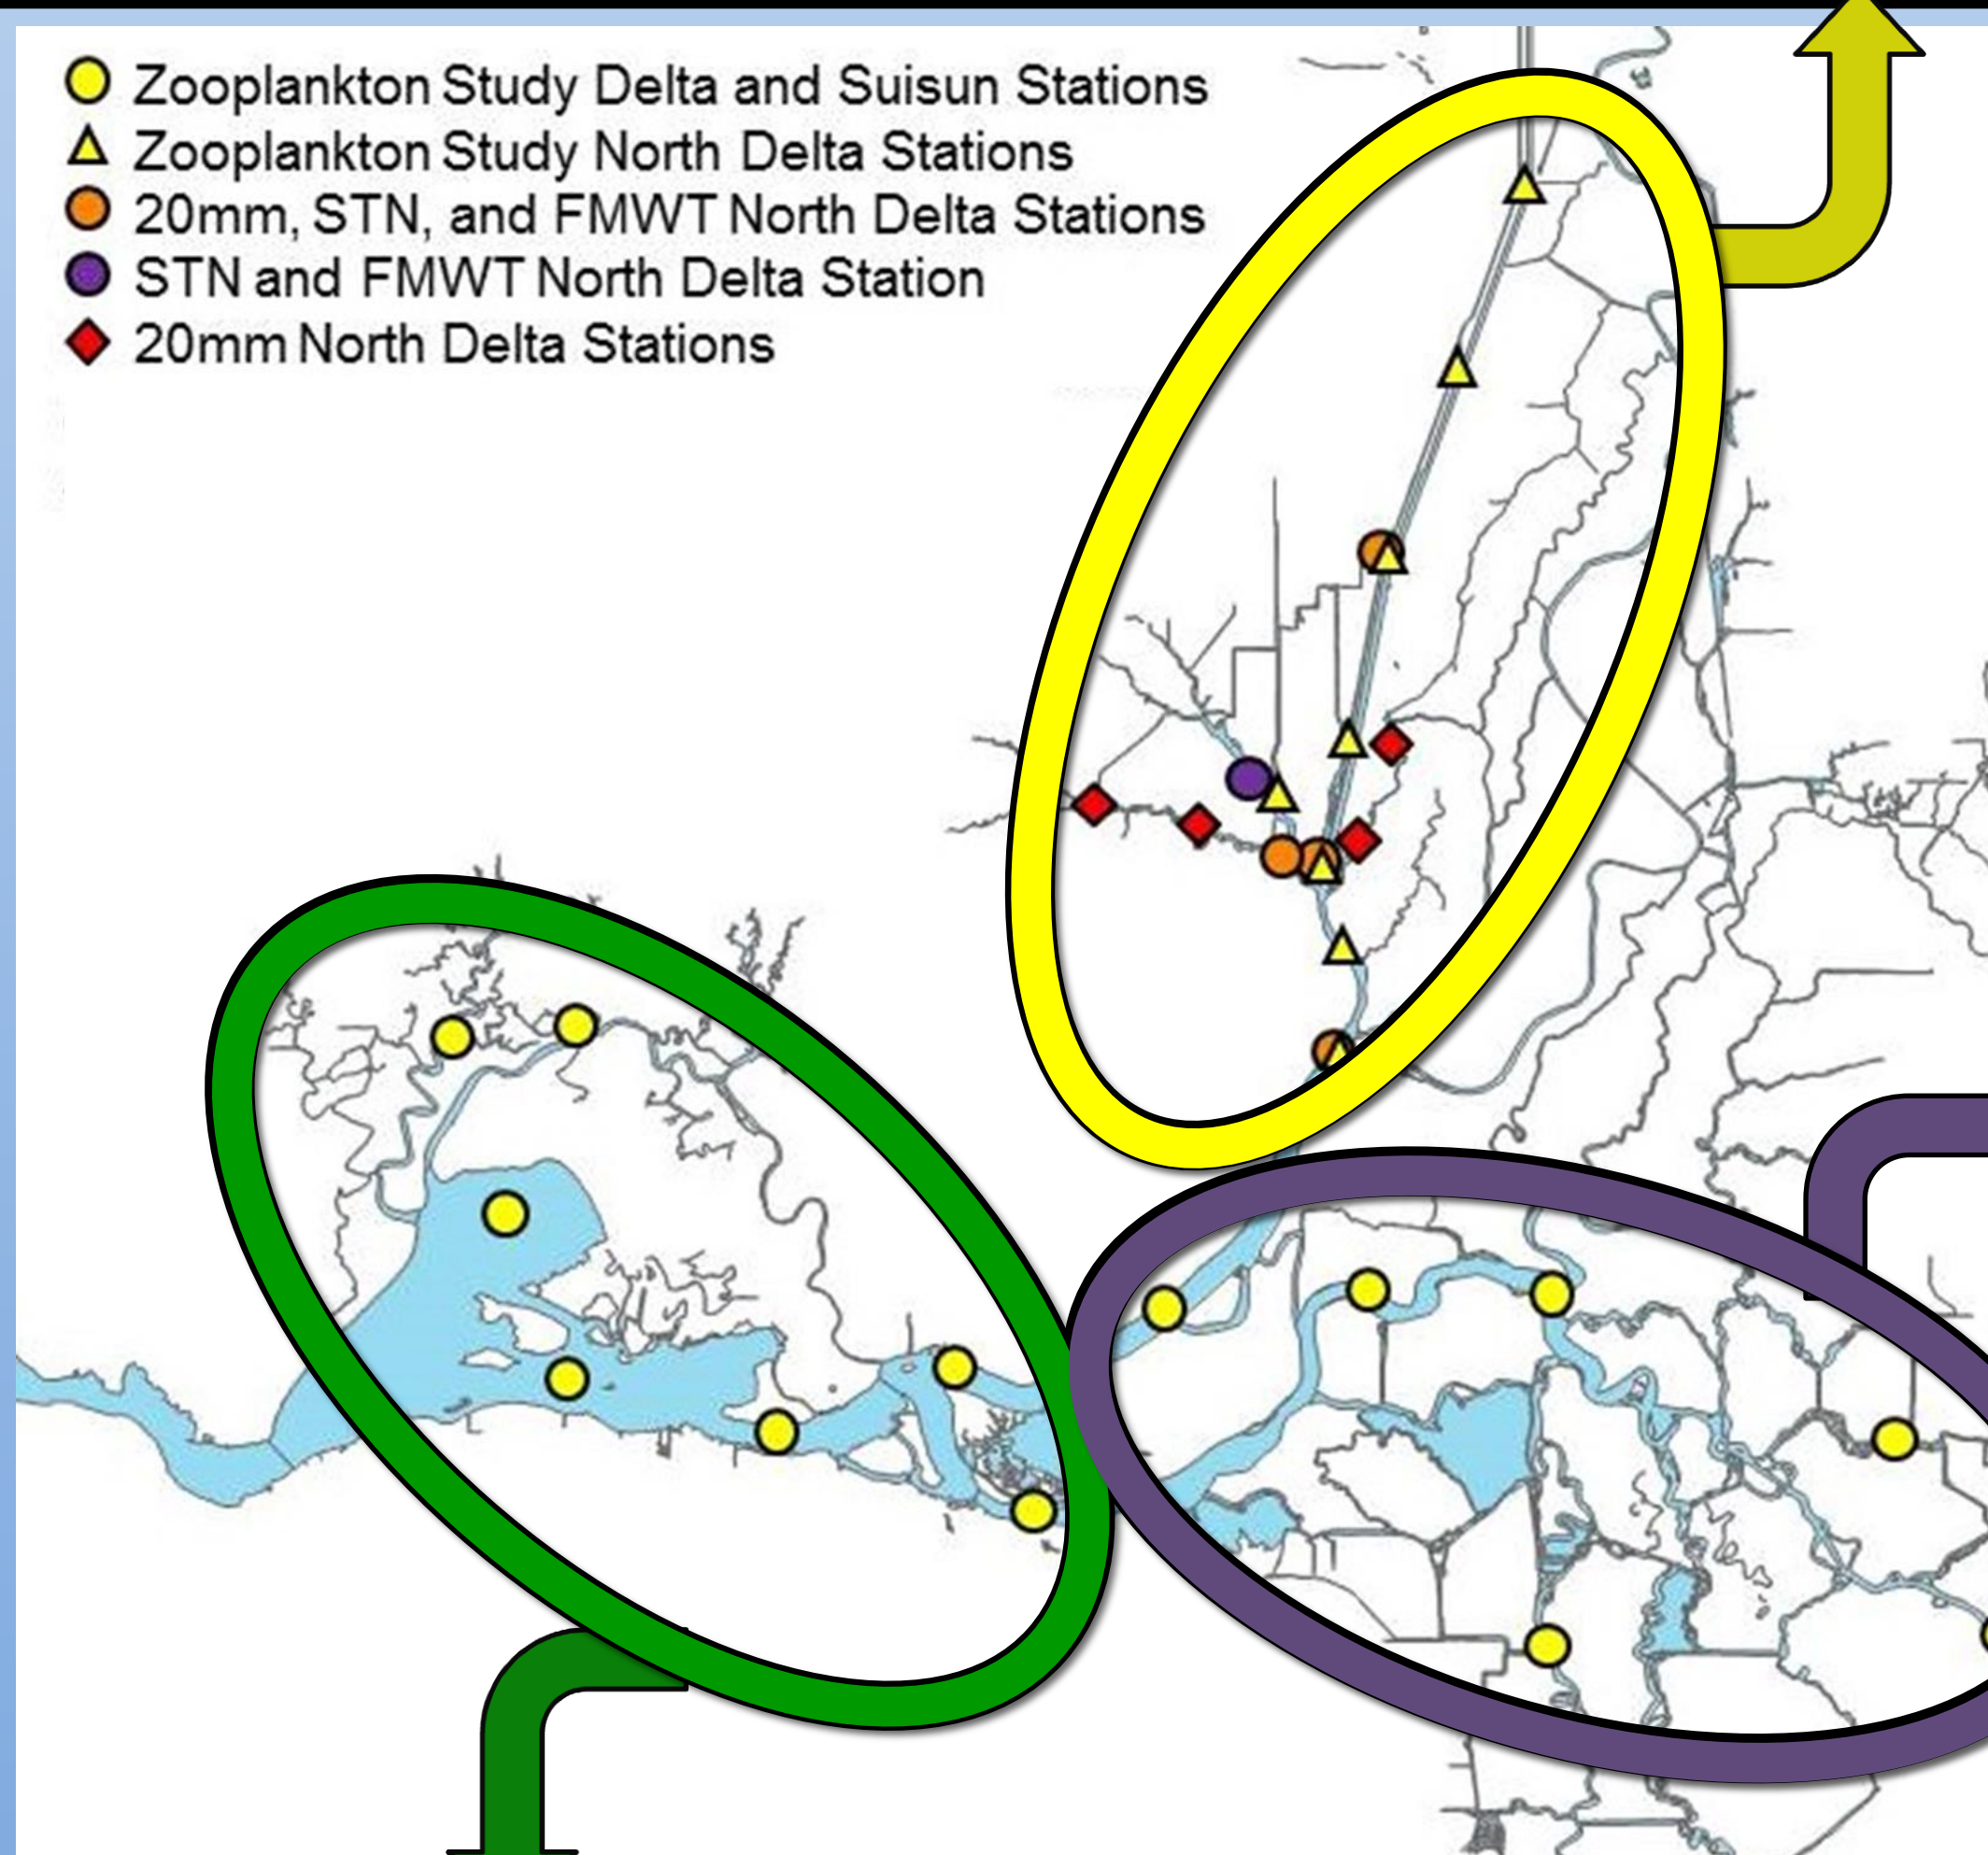 Zooplankton Study Delta and Suisun Stations
Zooplankton Study North Delta Stations
20mm, STN, and FMWT North Delta Stations
STN and FMWT North Delta Station
20mm North Delta Stations